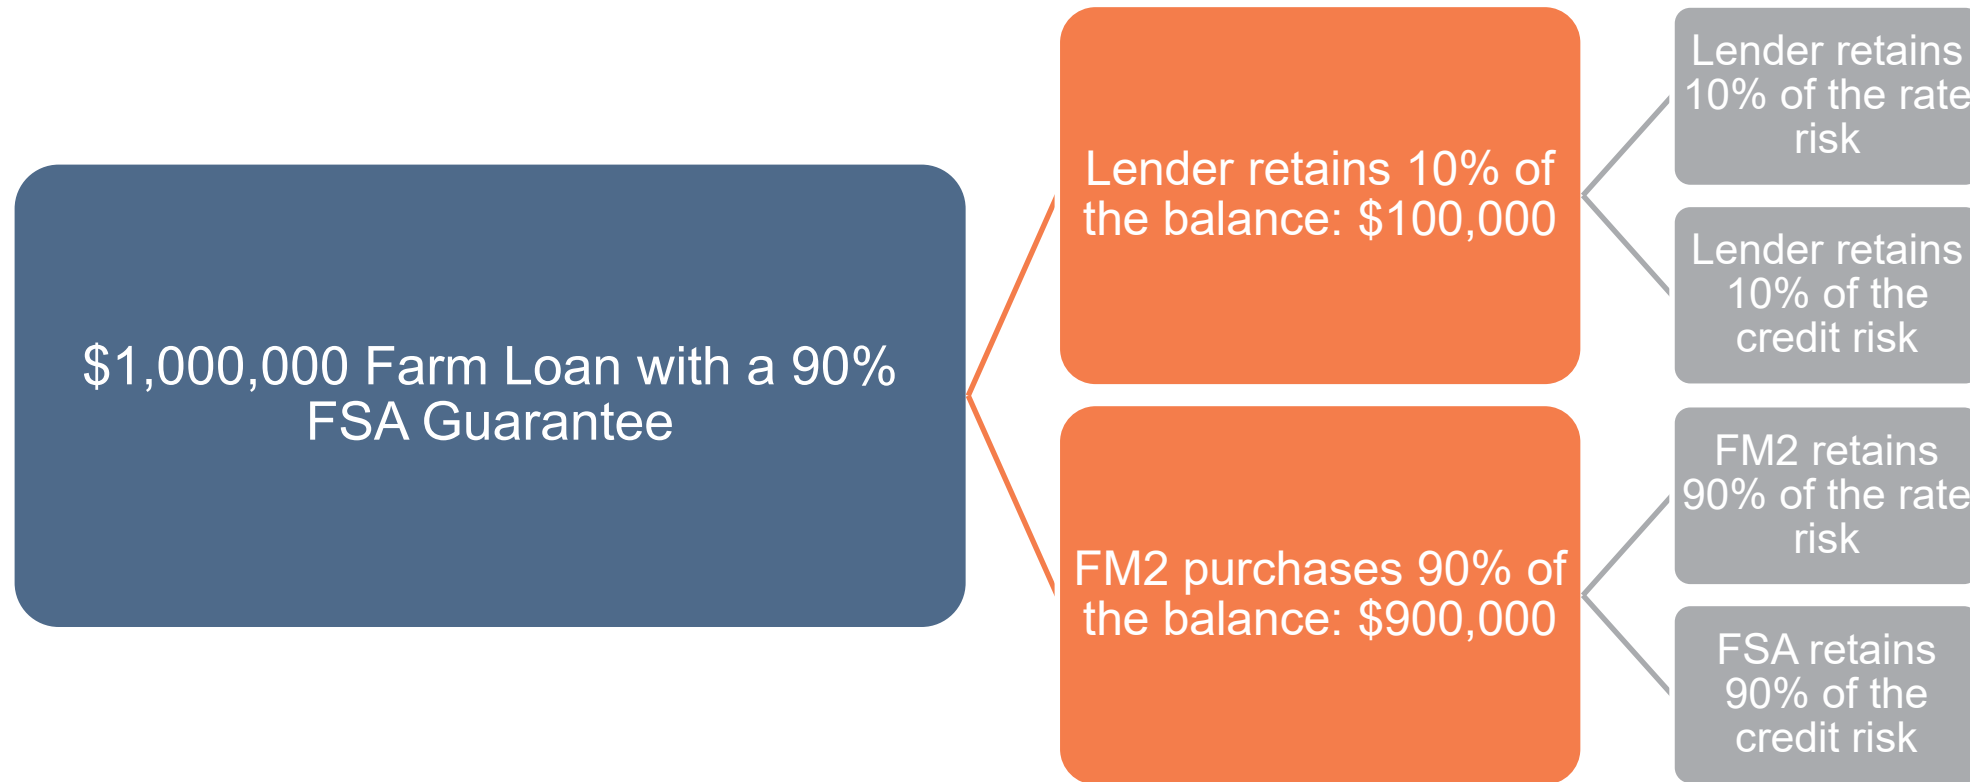 $1,000,000 Farm Loan with a 90%
FSA Guarantee
Lender retains 10% of
the balance: $100,000
Lender retains
10% of the rate
risk
Lender retains
10% of the
credit risk
FM2 purchases 90% of
the balance: $900,000
FM2 retains
90% of the rate
risk
FSA retains
90% of the
credit risk